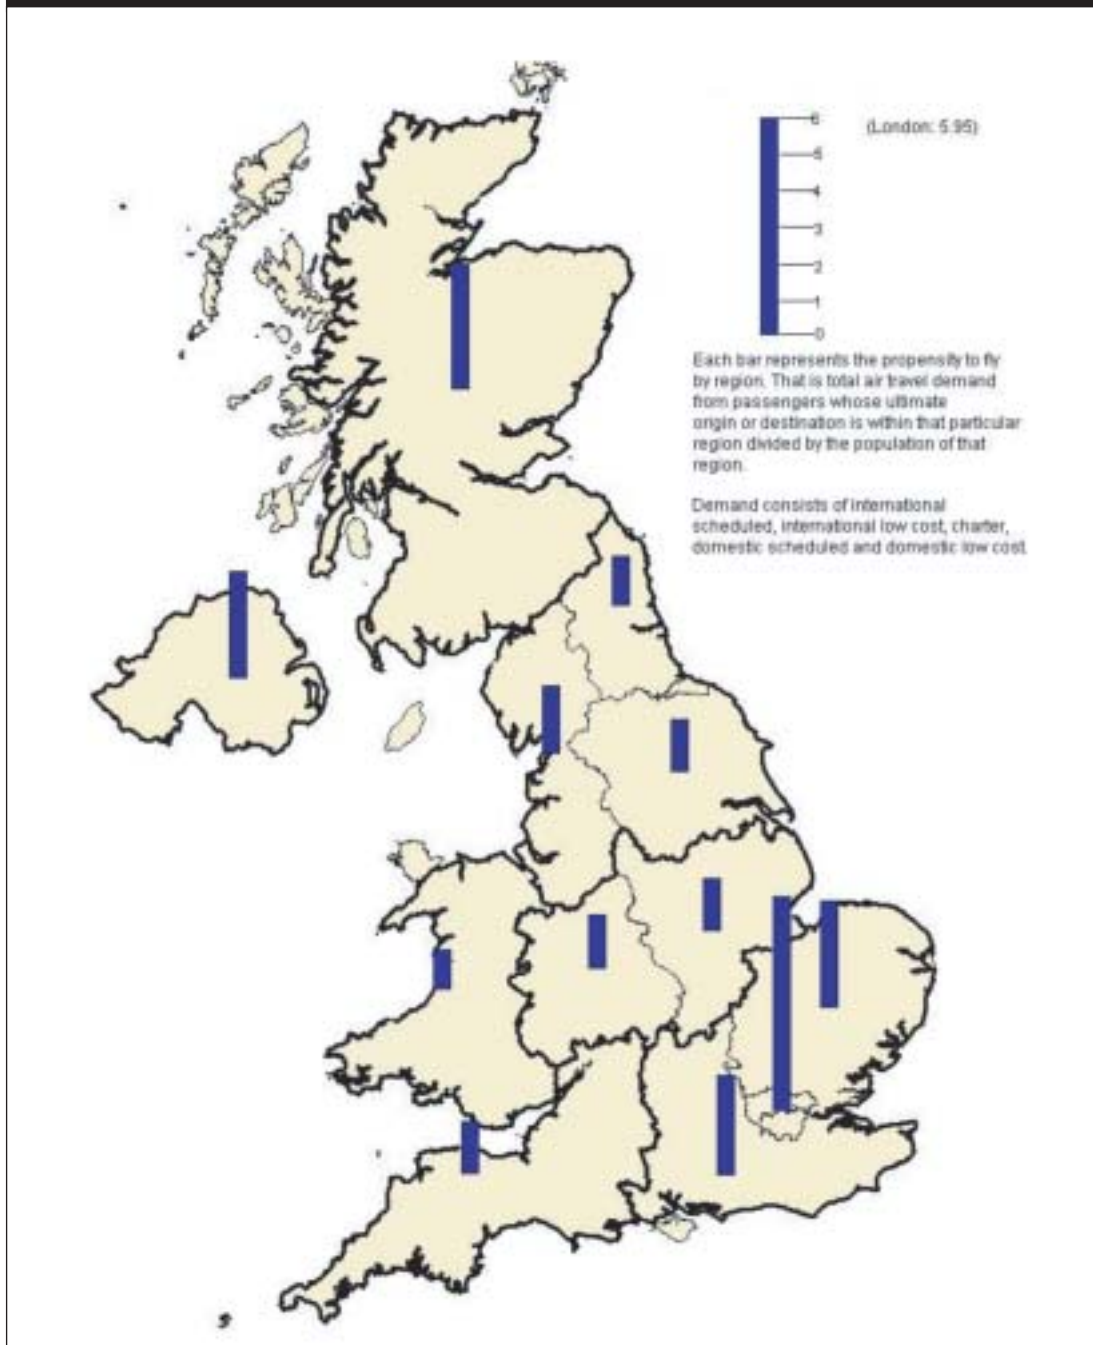 6
(London: 5.95)
5
4
3
2
1
0
Each bar represents the propensity to fly
by region. That is total air travel demand
from passengers whose ultimate
origin or destination is within that particular
region divided by the population of that
region.
Demand consists of international
scheduled, international low cost, charter,
domestic scheduled and domestic low cost.